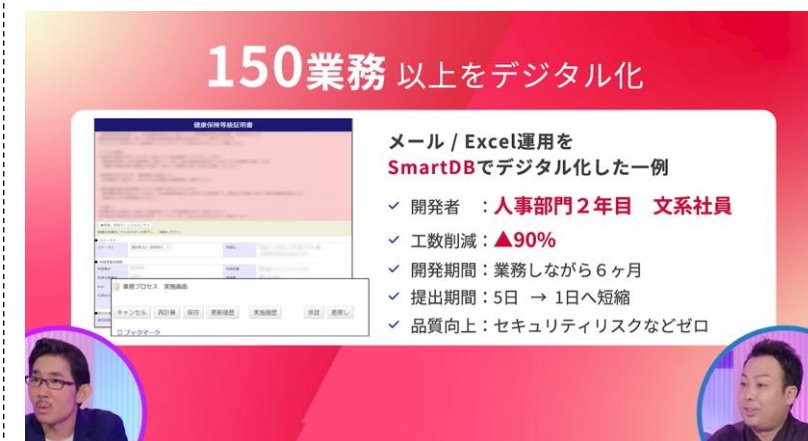 150業務 以上をデジタル化
健康保険等級証明書
メール / Excel運用を
SmartDBでデジタル化した一例
✓ 開発者 ：人事部門２年目 文系社員
✓ 工数削減：▲90%
✓ 開発期間：業務しながら６ヶ月
✓ 提出期間：5日 → 1日へ短縮
✓ 品質向上：セキュリティリスクなどゼロ
業務プロセス 実施画面
キャンセル 再計算 保存 更新履歴 実施履歴 承認 差戻し
ブックマーク